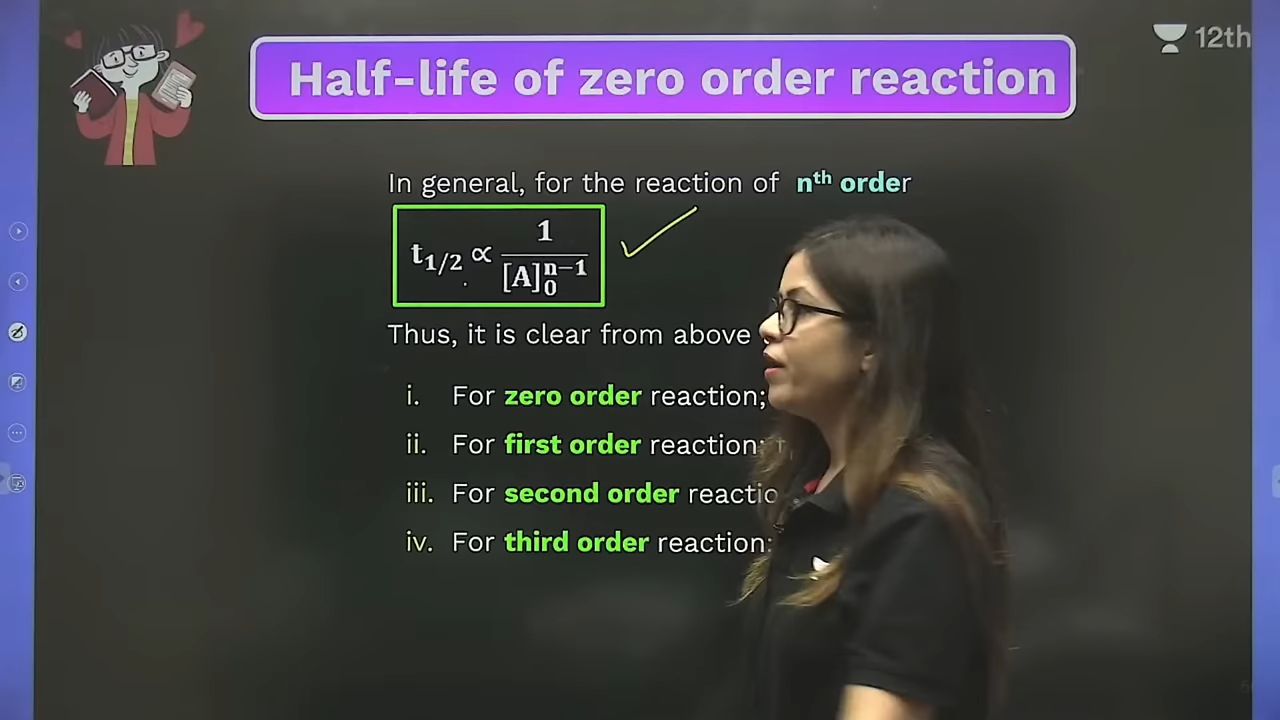 12th
Half-life of zero order reaction
In general, for the reaction of nᵗʰ order
t₁/₂ ∝ 1/[A]₀ⁿ⁻¹
Thus, it is clear from above
i. For zero order reaction;
ii. For first order reaction;
iii. For second order
iv. For third order reaction;